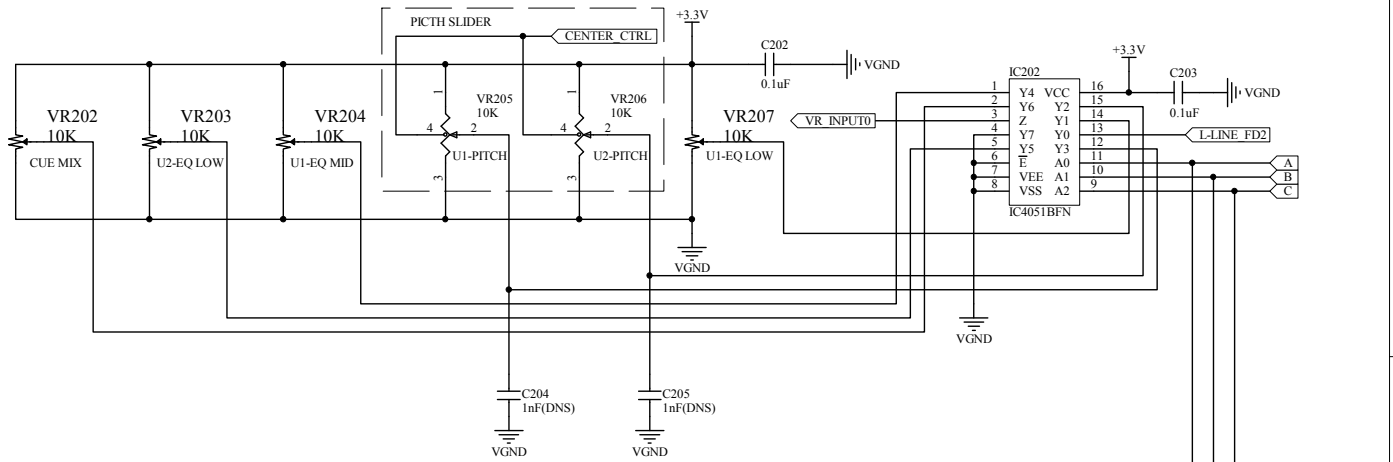 PICTH SLIDER
+3.3V
CENTER_CTRL
C202
0.1uF
VGND
VR202
10K
CUE MIX
VR203
10K
U2-EQ LOW
VR204
10K
U1-EQ MID
1
VR205
10K
4
2
U1-PITCH
3
1
VR206
10K
4
2
U2-PITCH
3
VR207
10K
U1-EQ LOW
VGND
VR_INPUT0
IC202
+3.3V
C203
0.1uF
VGND
1 Y4 VCC 16
2 Y6 Y2 15
3 Z Y1 14
4 Y7 Y0 13
5 Y5 Y3 12
6 E A0 11
7 VEE A1 10
8 VSS A2 9
IC4051BFN
L-LINE_FD2
A
B
C
VGND
C204
1nF(DNS)
VGND
C205
1nF(DNS)
VGND